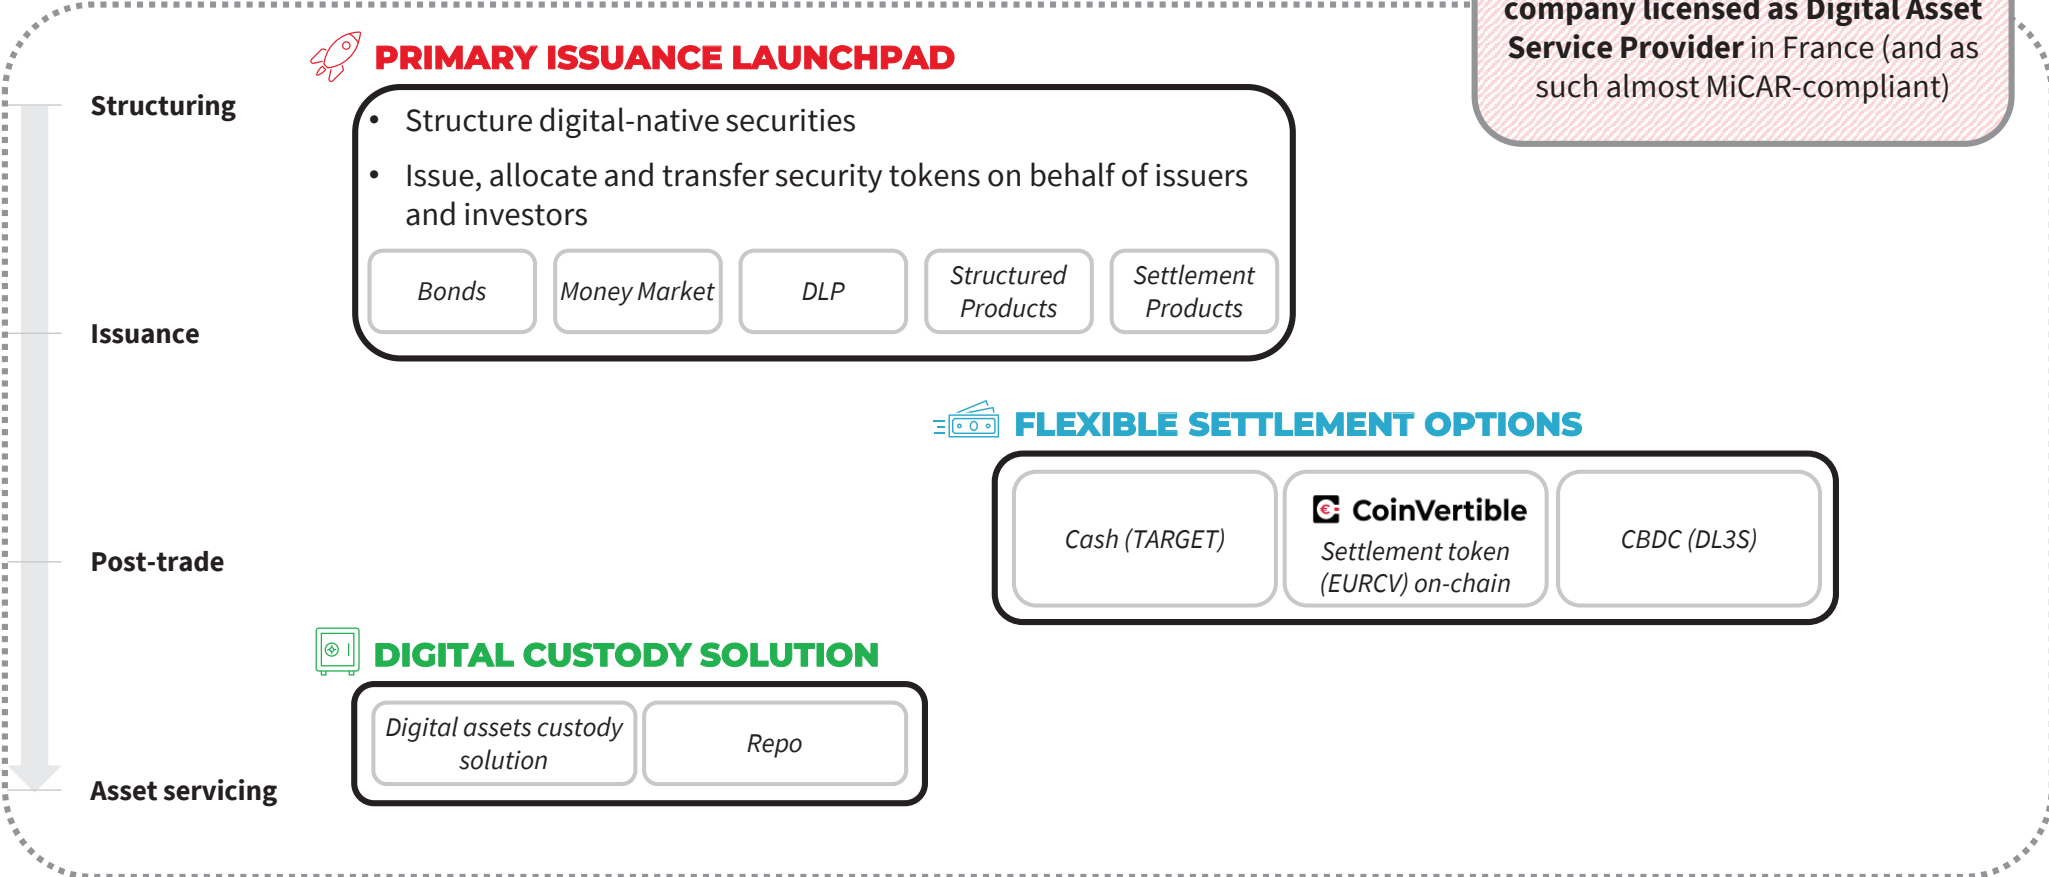 company licensed as Digital Asset
Service Provider in France (and as
such almost MiCAR-compliant)
PRIMARY ISSUANCE LAUNCHPAD
Structuring
• Structure digital-native securities
• Issue, allocate and transfer security tokens on behalf of issuers
and investors
Bonds
Money Market
DLP
Structured
Products
Settlement
Products
Issuance
FLEXIBLE SETTLEMENT OPTIONS
Cash (TARGET)
CoinVertible
Settlement token
(EURCV) on-chain
CBDC (DL3S)
Post-trade
DIGITAL CUSTODY SOLUTION
Digital assets custody
solution
Repo
Asset servicing